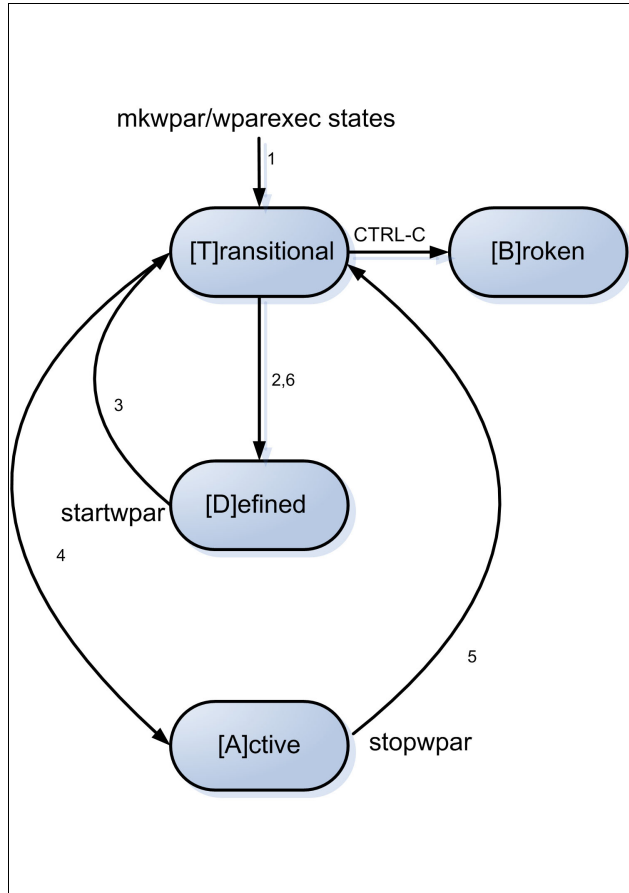 mkwpar/wparexec states
1
[T]ransitional
CTRL-C
[B]roken
2,6
3
[D]efined
startwpar
4
5
[A]ctive
stopwpar